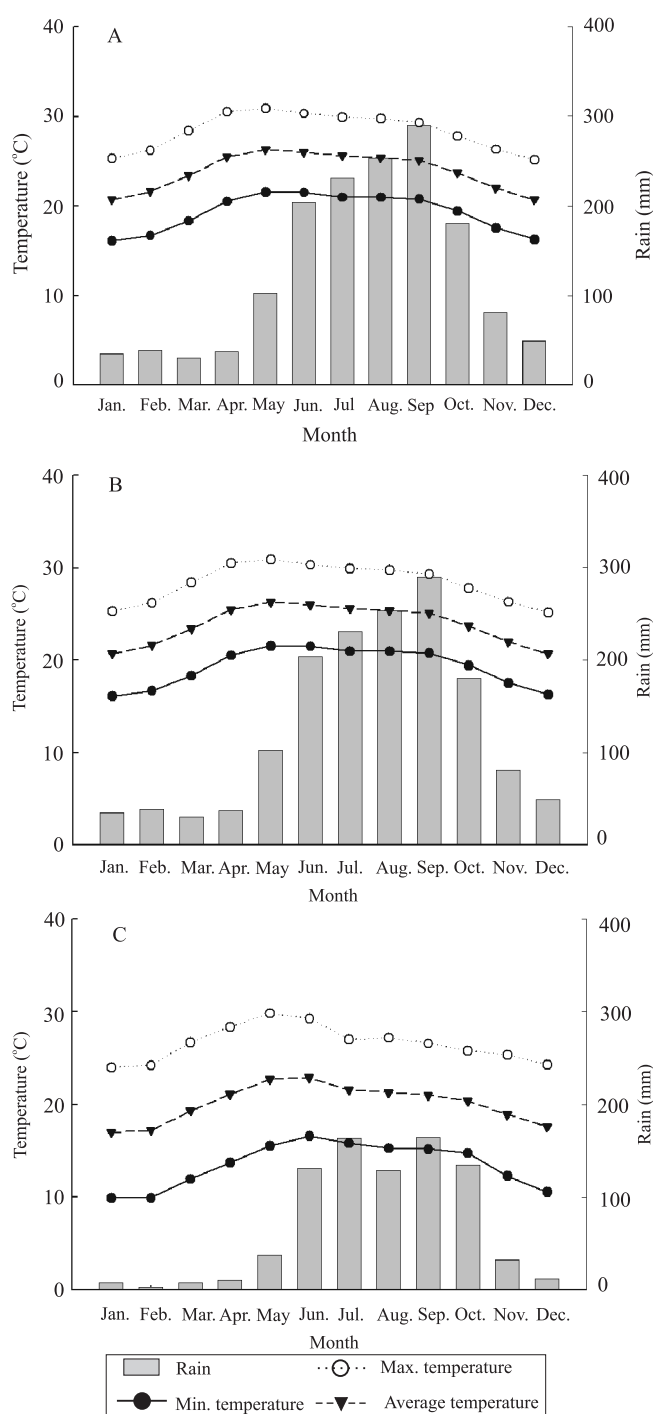 A
40
30
20
10
0
Temperature (°C)
400
300
200
100
0
Rain (mm)
Jan. Feb. Mar. Apr. May Jun. Jul Aug. Sep Oct. Nov. Dec.
Month
B
40
30
20
10
0
Temperature (°C)
400
300
200
100
0
Rain (mm)
Jan. Feb. Mar. Apr. May Jun. Jul. Aug. Sep. Oct. Nov. Dec.
Month
C
40
30
20
10
0
Temperature (°C)
400
300
200
100
0
Rain (mm)
Jan. Feb. Mar. Apr. May Jun. Jul. Aug. Sep. Oct. Nov. Dec.
Month
Rain Max. temperature
Min. temperature Average temperature